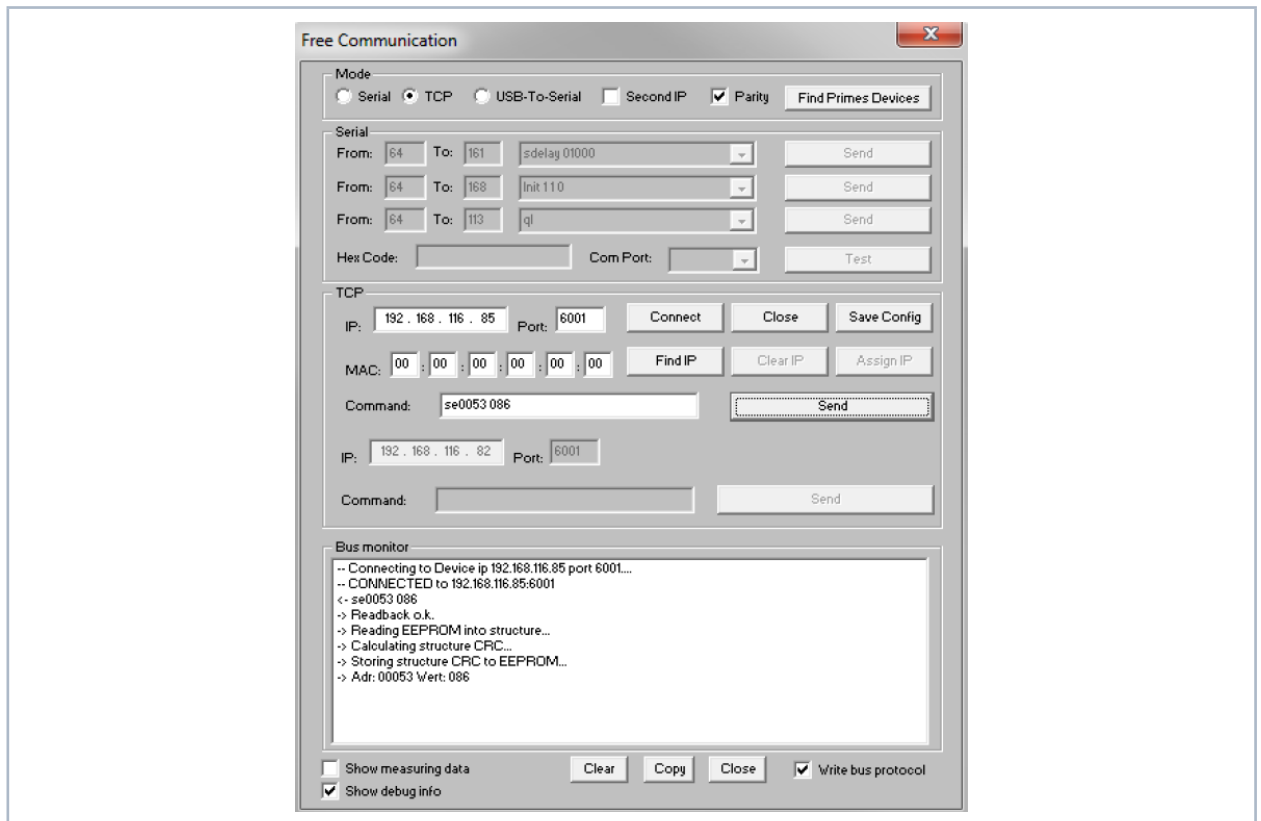 Free Communication
Mode
Serial TCP USB-To-Serial Second IP Parity Find Primes Devices
Serial
From: 64 To: 161 sdelay 01000 Send
From: 64 To: 168 Init 11 0 Send
From: 64 To: 113 ql Send
Hex Code: Com Port: Test
TCP
IP: 192 . 168 . 116 . 85 Port: 6001 Connect Close Save Config
MAC: 00 : 00 : 00 : 00 : 00 : 00 Find IP Clear IP Assign IP
Command: se0053 086 Send
IP: 192 . 168 . 116 . 82 Port: 6001
Command: Send
Bus monitor
-- Connecting to Device ip 192.168.116.85 port 6001....
-- CONNECTED to 192.168.116.85:6001
<- se0053 086
-> Readback o.k.
-> Reading EEPROM into structure...
-> Calculating structure CRC...
-> Storing structure CRC to EEPROM...
-> Adr: 00053 Wert: 086
Show measuring data Clear Copy Close Write bus protocol
Show debug info